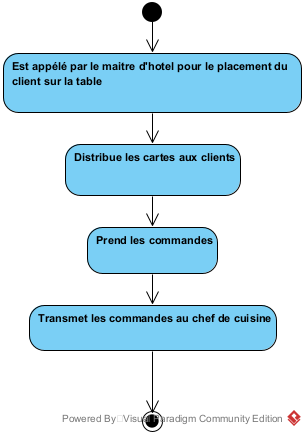 Est appélé par le maitre d'hotel pour le placement du
client sur la table
Distribue les cartes aux clients
Prend les commandes
Transmet les commandes au chef de cuisine
Powered By Visual Paradigm Community Edition